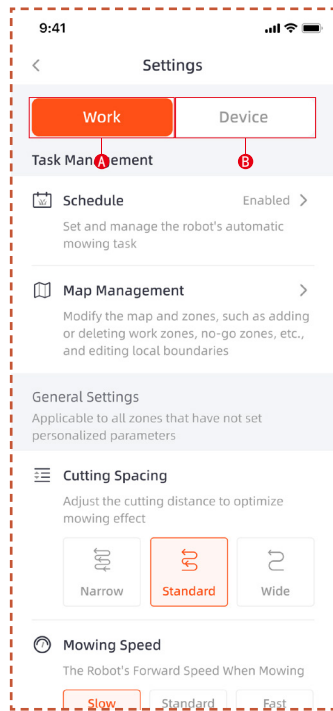 9:41
Settings
Work Device
A B
Task Management
Schedule Enabled
Set and manage the robot's automatic
mowing task
Map Management
Modify the map and zones, such as adding
or deleting work zones, no-go zones, etc.,
and editing local boundaries
General Settings
Applicable to all zones that have not set
personalized parameters
Cutting Spacing
Adjust the cutting distance to optimize
mowing effect
Narrow Standard Wide
Mowing Speed
The Robot's Forward Speed When Mowing
Slow Standard Fast